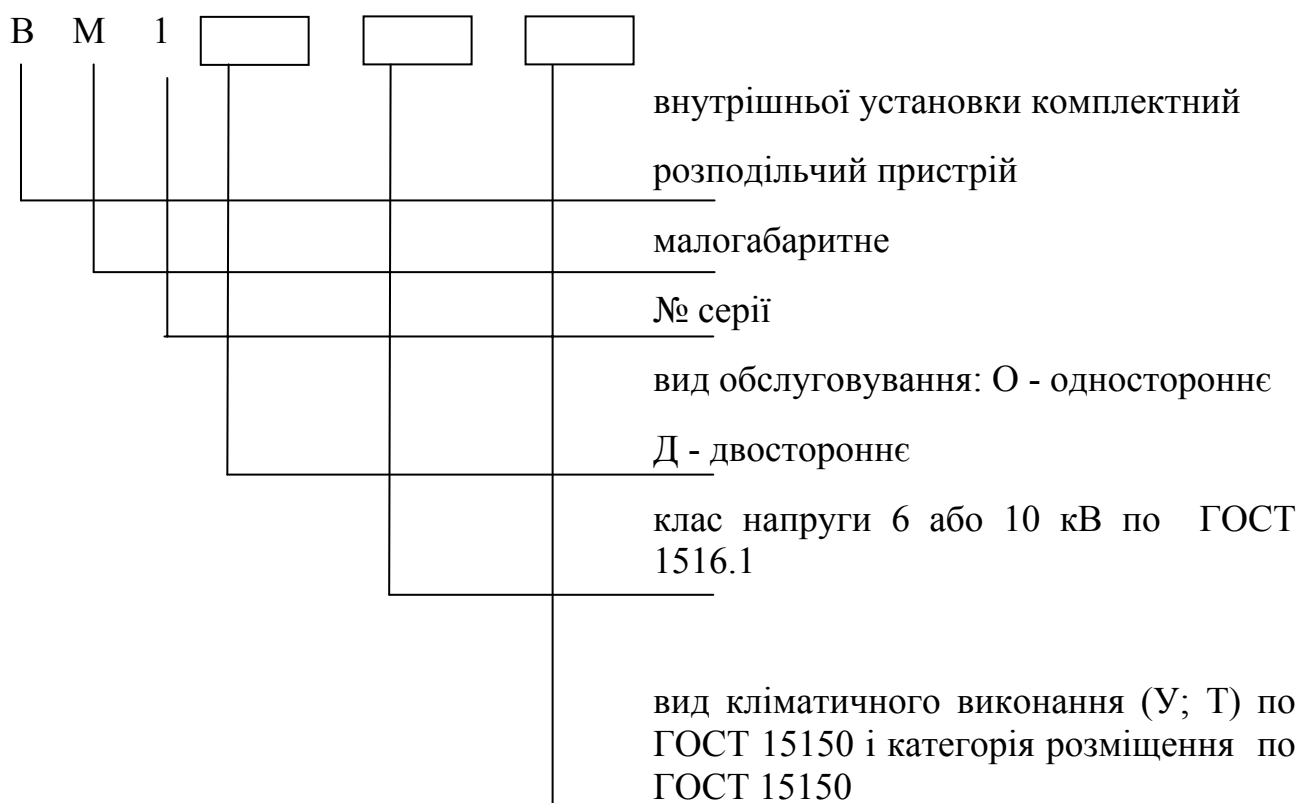 В М 1
внутрішньої установки комплектний
розподільчий пристрій
малогабаритне
№ серії
вид обслуговування: О - одностороннє
Д - двостороннє
клас напруги 6 або 10 кВ по ГОСТ
1516.1
вид кліматичного виконання (У; Т) по
ГОСТ 15150 і категорія розміщення по
ГОСТ 15150